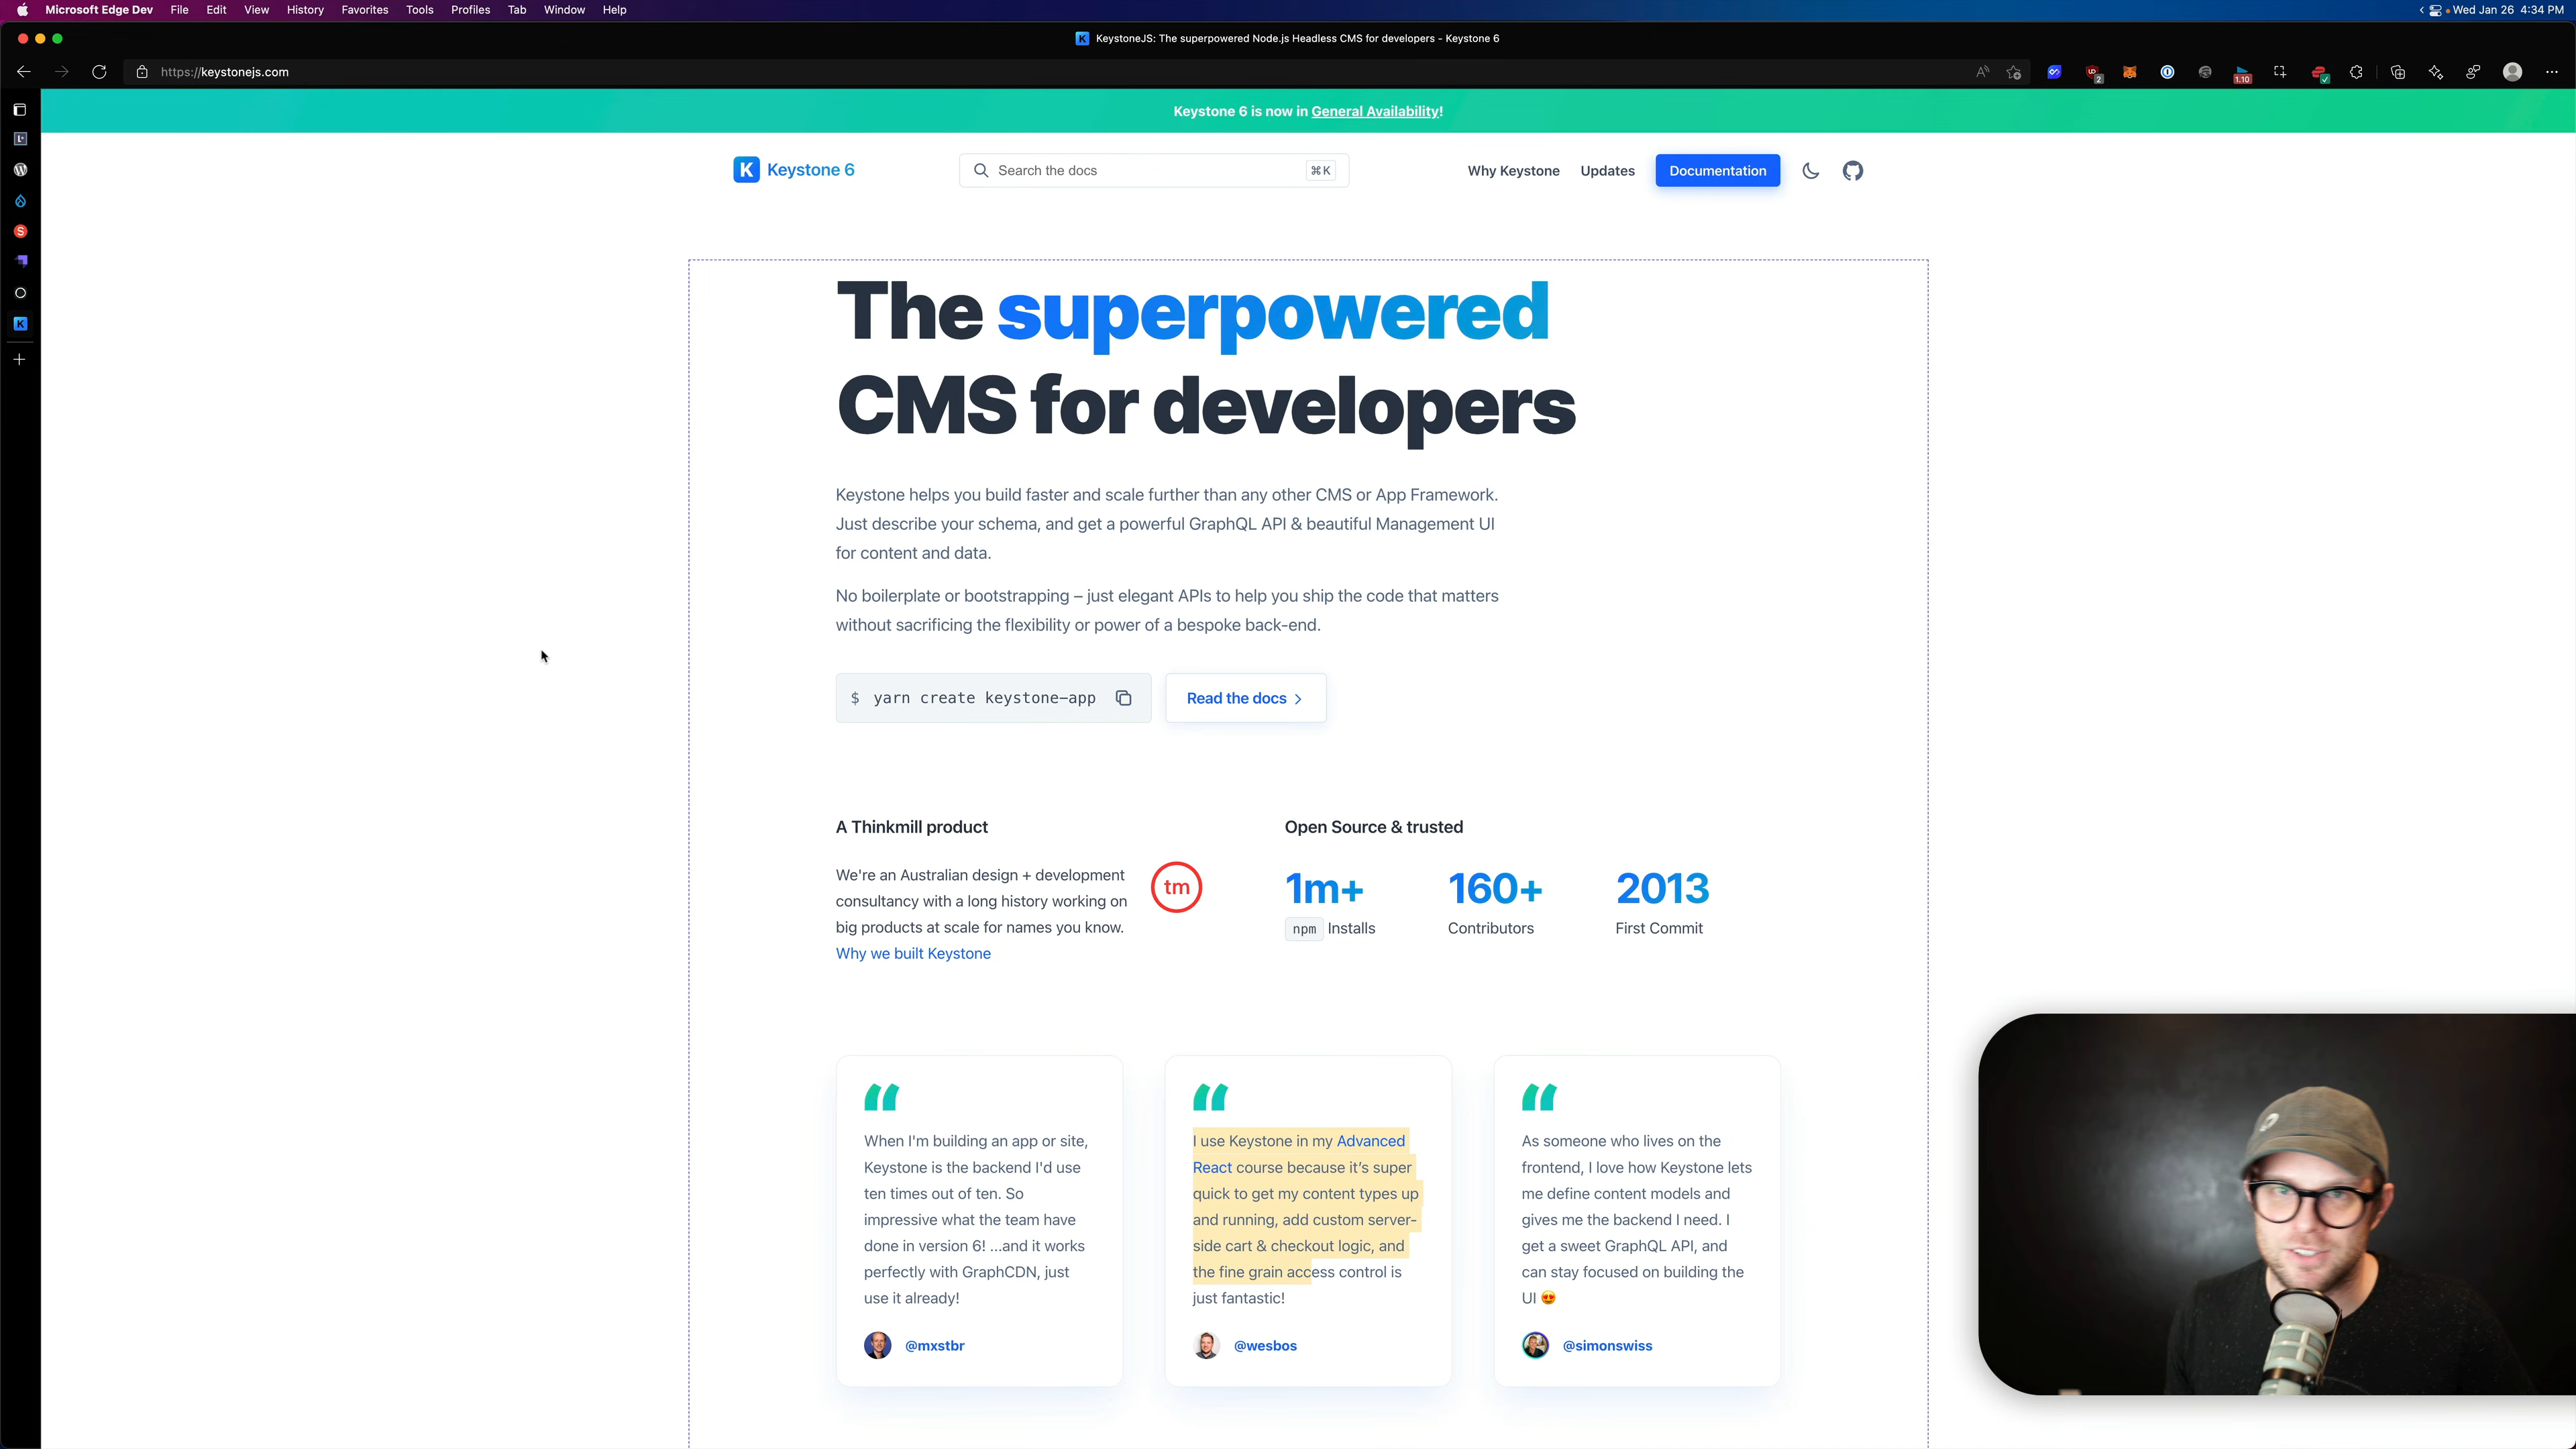 Microsoft Edge Dev File Edit View History Favorites Tools Profiles Tab Window Help
Wed Jan 26 4:34 PM
KeystoneJS: The superpowered Node.js Headless CMS for developers - Keystone 6
https://keystonejs.com
2
1.10
Keystone 6 is now in General Availability!
K Keystone 6
Search the docs
⌘K
Why Keystone
Updates
Documentation
The superpowered
CMS for developers
Keystone helps you build faster and scale further than any other CMS or App Framework.
Just describe your schema, and get a powerful GraphQL API & beautiful Management UI
for content and data.
No boilerplate or bootstrapping – just elegant APIs to help you ship the code that matters
without sacrificing the flexibility or power of a bespoke back-end.
$ yarn create keystone-app
Read the docs
A Thinkmill product
We're an Australian design + development
consultancy with a long history working on
big products at scale for names you know.
Why we built Keystone
tm
Open Source & trusted
1m+
npm Installs
160+
Contributors
2013
First Commit
“
When I'm building an app or site,
Keystone is the backend I'd use
ten times out of ten. So
impressive what the team have
done in version 6! ...and it works
perfectly with GraphCDN, just
use it already!
@mxstbr
“
I use Keystone in my Advanced
React course because it’s super
quick to get my content types up
and running, add custom server-
side cart & checkout logic, and
the fine grain access control is
just fantastic!
@wesbos
“
As someone who lives on the
frontend, I love how Keystone lets
me define content models and
gives me the backend I need. I
get a sweet GraphQL API, and
can stay focused on building the
UI 😍
@simonswiss